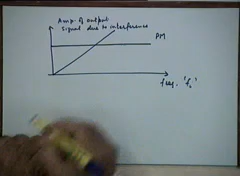 Amp. of output
signal due to interference
PM
freq. 'fi'